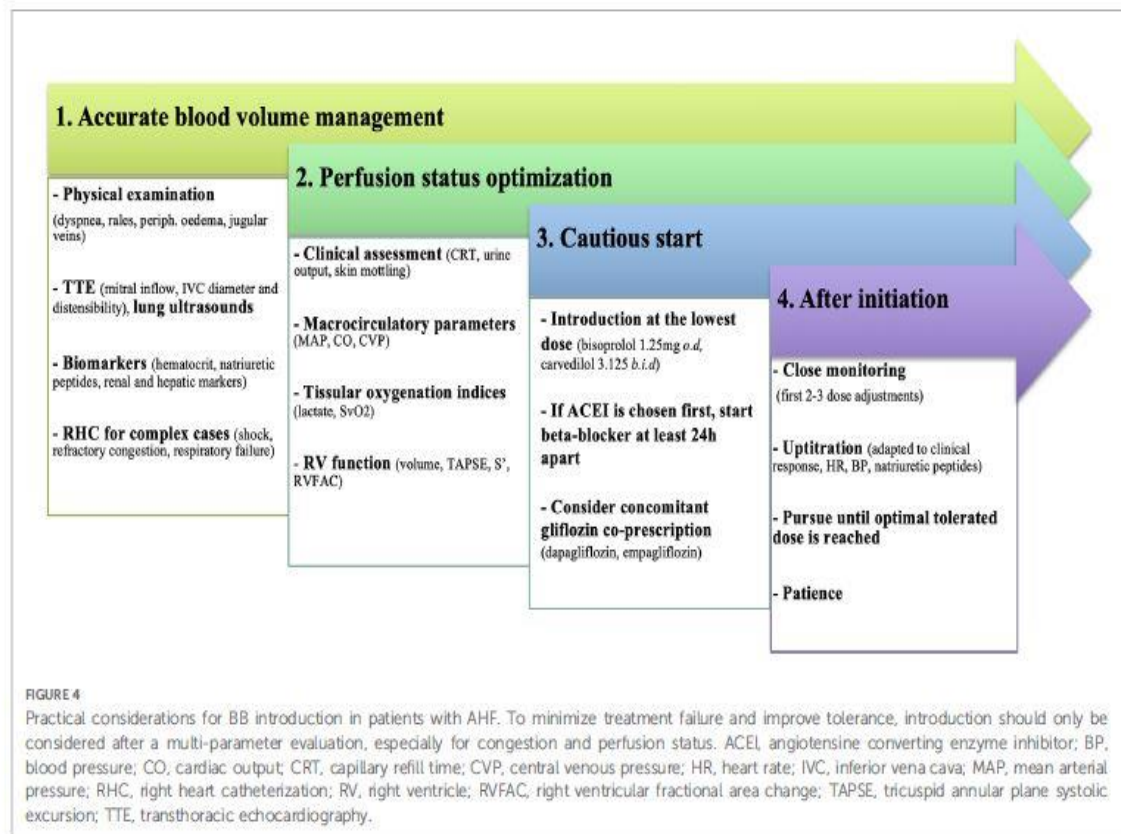 1. Accurate blood volume management
- Physical examination
(dyspnea, rales, periph. oedema, jugular
veins)
- TTE (mitral inflow, IVC diameter and
distensibility), lung ultrasounds
- Biomarkers (hematocrit, natriuretic
peptides, renal and hepatic markers)
- RHC for complex cases (shock,
refractory congestion, respiratory failure)
2. Perfusion status optimization
- Clinical assessment (CRT, urine
output, skin mottling)
- Macrocirculatory parameters
(MAP, CO, CVP)
- Tissular oxygenation indices
(lactate, SvO2)
- RV function (volume, TAPSE, S’,
RVFAC)
3. Cautious start
- Introduction at the lowest
dose (bisoprolol 1.25mg o.d,
carvedilol 3.125 b.i.d)
- If ACEI is chosen first, start
beta-blocker at least 24h
apart
- Consider concomitant
gliflozin co-prescription
(dapagliflozin, empagliflozin)
4. After initiation
- Close monitoring
(first 2-3 dose adjustments)
- Uptitration (adapted to clinical
response, HR, BP, natriuretic peptides)
- Pursue until optimal tolerated
dose is reached
- Patience
FIGURE 4
Practical considerations for BB introduction in patients with AHF. To minimize treatment failure and improve tolerance, introduction should only be
considered after a multi-parameter evaluation, especially for congestion and perfusion status. ACEI, angiotensine converting enzyme inhibitor; BP,
blood pressure; CO, cardiac output; CRT, capillary refill time; CVP, central venous pressure; HR, heart rate; IVC, inferior vena cava; MAP, mean arterial
pressure; RHC, right heart catheterization; RV, right ventricle; RVFAC, right ventricular fractional area change; TAPSE, tricuspid annular plane systolic
excursion; TTE, transthoracic echocardiography.